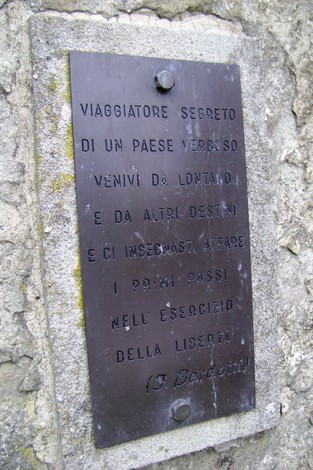 VIAGGIATORE SEGRETO
DI UN PAESE VERBOSO
VENIVI DA LONTANO
E DA ALTRI DESTINI
E CI INSEGNASTI A FARE
I PRIMI PASSI
NELL'ESERCIZIO
DELLA LIBERTÀ